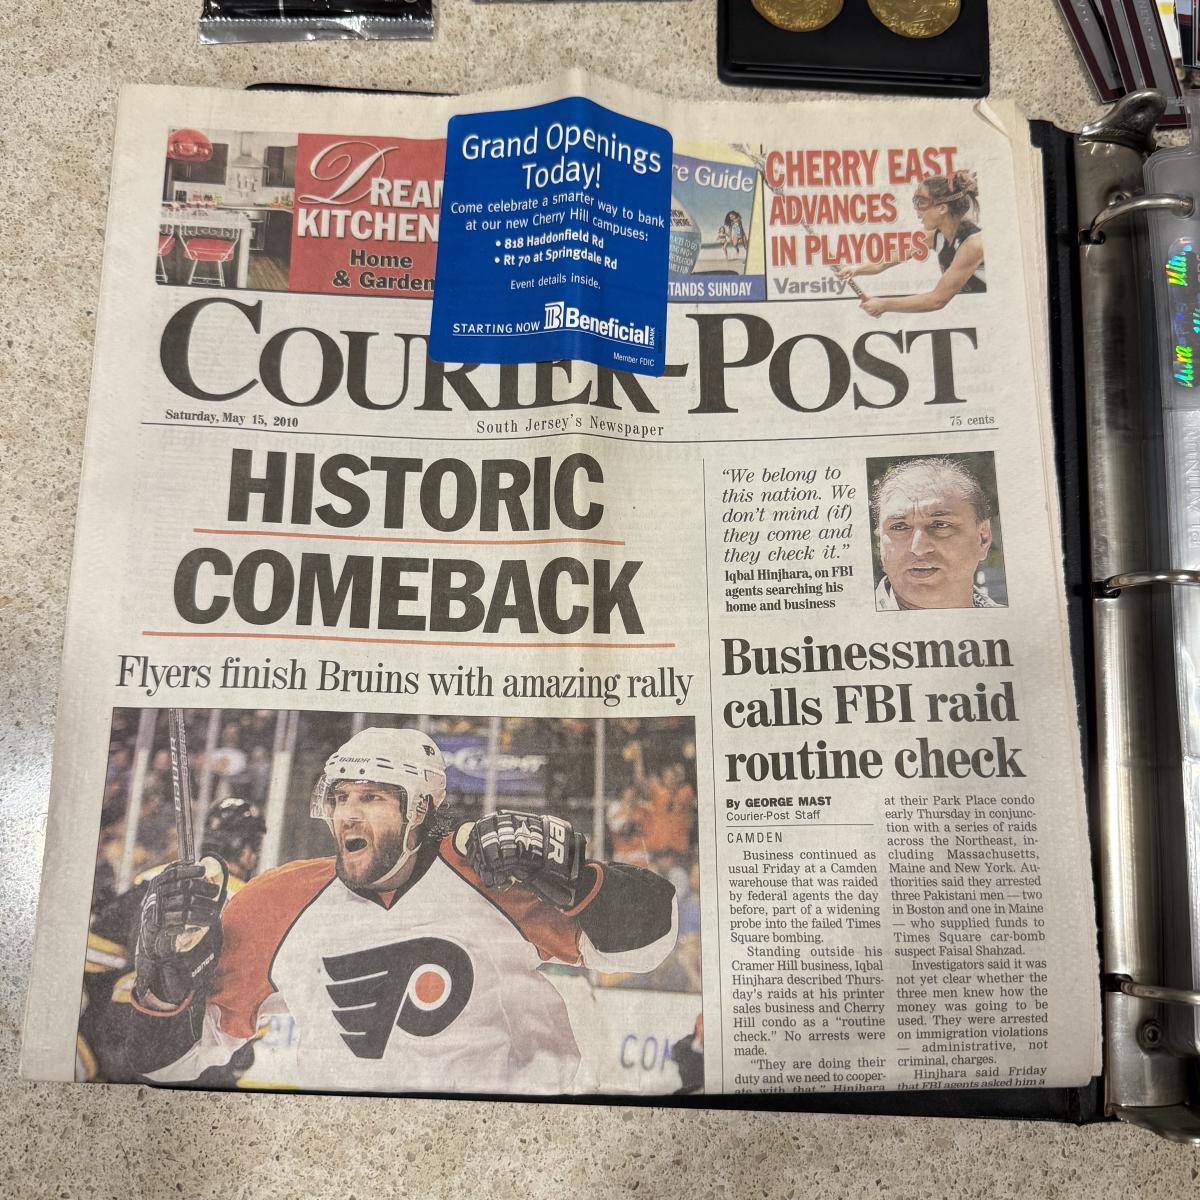 DREAM
KITCHEN
Home
& Garden
Grand Openings
Today!
Come celebrate a smarter way to bank
at our new Cherry Hill campuses:
• 818 Haddonfield Rd
• Rt 70 at Springdale Rd
Event details inside.
STARTING NOW Beneficial BANK
Member FDIC
Guide
STANDS SUNDAY
CHERRY EAST
ADVANCES
IN PLAYOFFS
Varsity
COURIER-POST
Saturday, May 15, 2010
South Jersey's Newspaper
75 cents
HISTORIC
COMEBACK
Flyers finish Bruins with amazing rally
BAUER
"We belong to
this nation. We
don't mind (if)
they come and
they check it."
Iqbal Hinjhara, on FBI
agents searching his
home and business
Businessman
calls FBI raid
routine check
By GEORGE MAST
Courier-Post Staff
CAMDEN
Business continued as
usual Friday at a Camden
warehouse that was raided
by federal agents the day
before, part of a widening
probe into the failed Times
Square bombing.
Standing outside his
Cramer Hill business, Iqbal
Hinjhara described Thurs-
day's raids at his printer
sales business and Cherry
Hill condo as a "routine
check." No arrests were
made.
"They are doing their
duty and we need to cooper-
ate with that," Hinjhara
at their Park Place condo
early Thursday in conjunc-
tion with a series of raids
across the Northeast, in-
cluding Massachusetts,
Maine and New York. Au-
thorities said they arrested
three Pakistani men — two
in Boston and one in Maine
— who supplied funds to
Times Square car-bomb
suspect Faisal Shahzad.
Investigators said it was
not yet clear whether the
three men knew how the
money was going to be
used. They were arrested
on immigration violations
— administrative, not
criminal, charges.
Hinjhara said Friday
that FBI agents asked him a